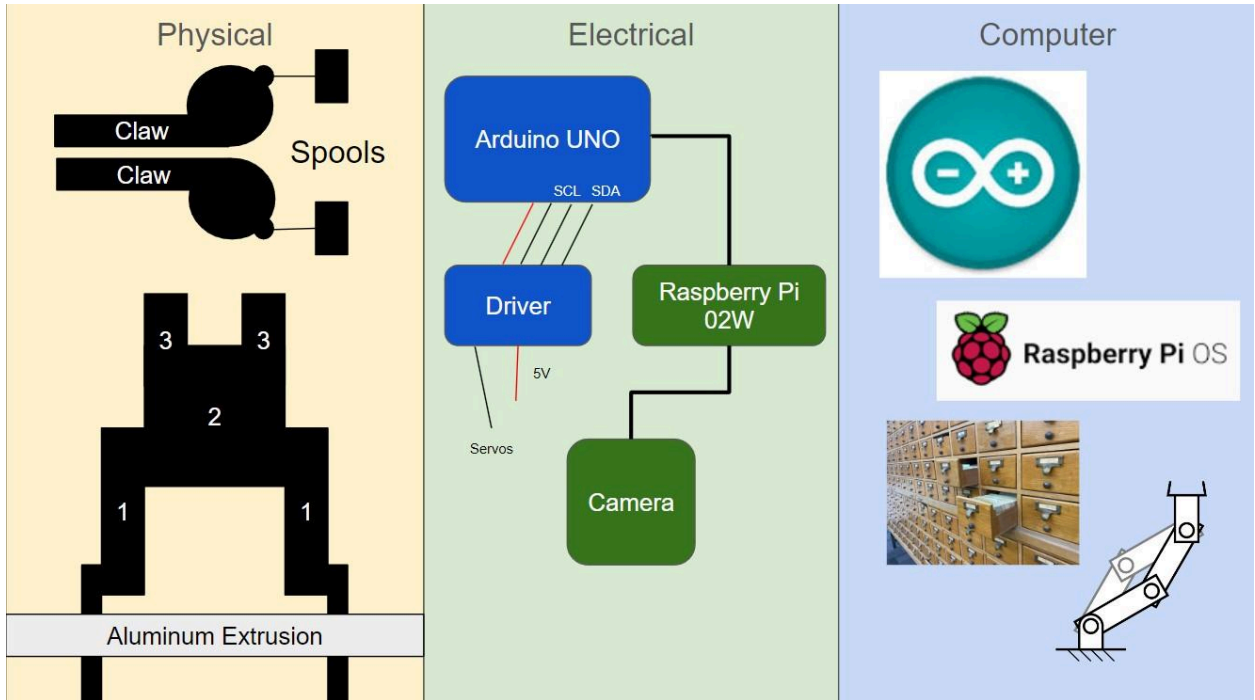 Physical
Claw
Claw
Spools
3 3
2
1 1
Aluminum Extrusion
Electrical
Arduino UNO
SCL SDA
Driver
Raspberry Pi
02W
5V
Servos
Camera
Computer
Raspberry Pi OS